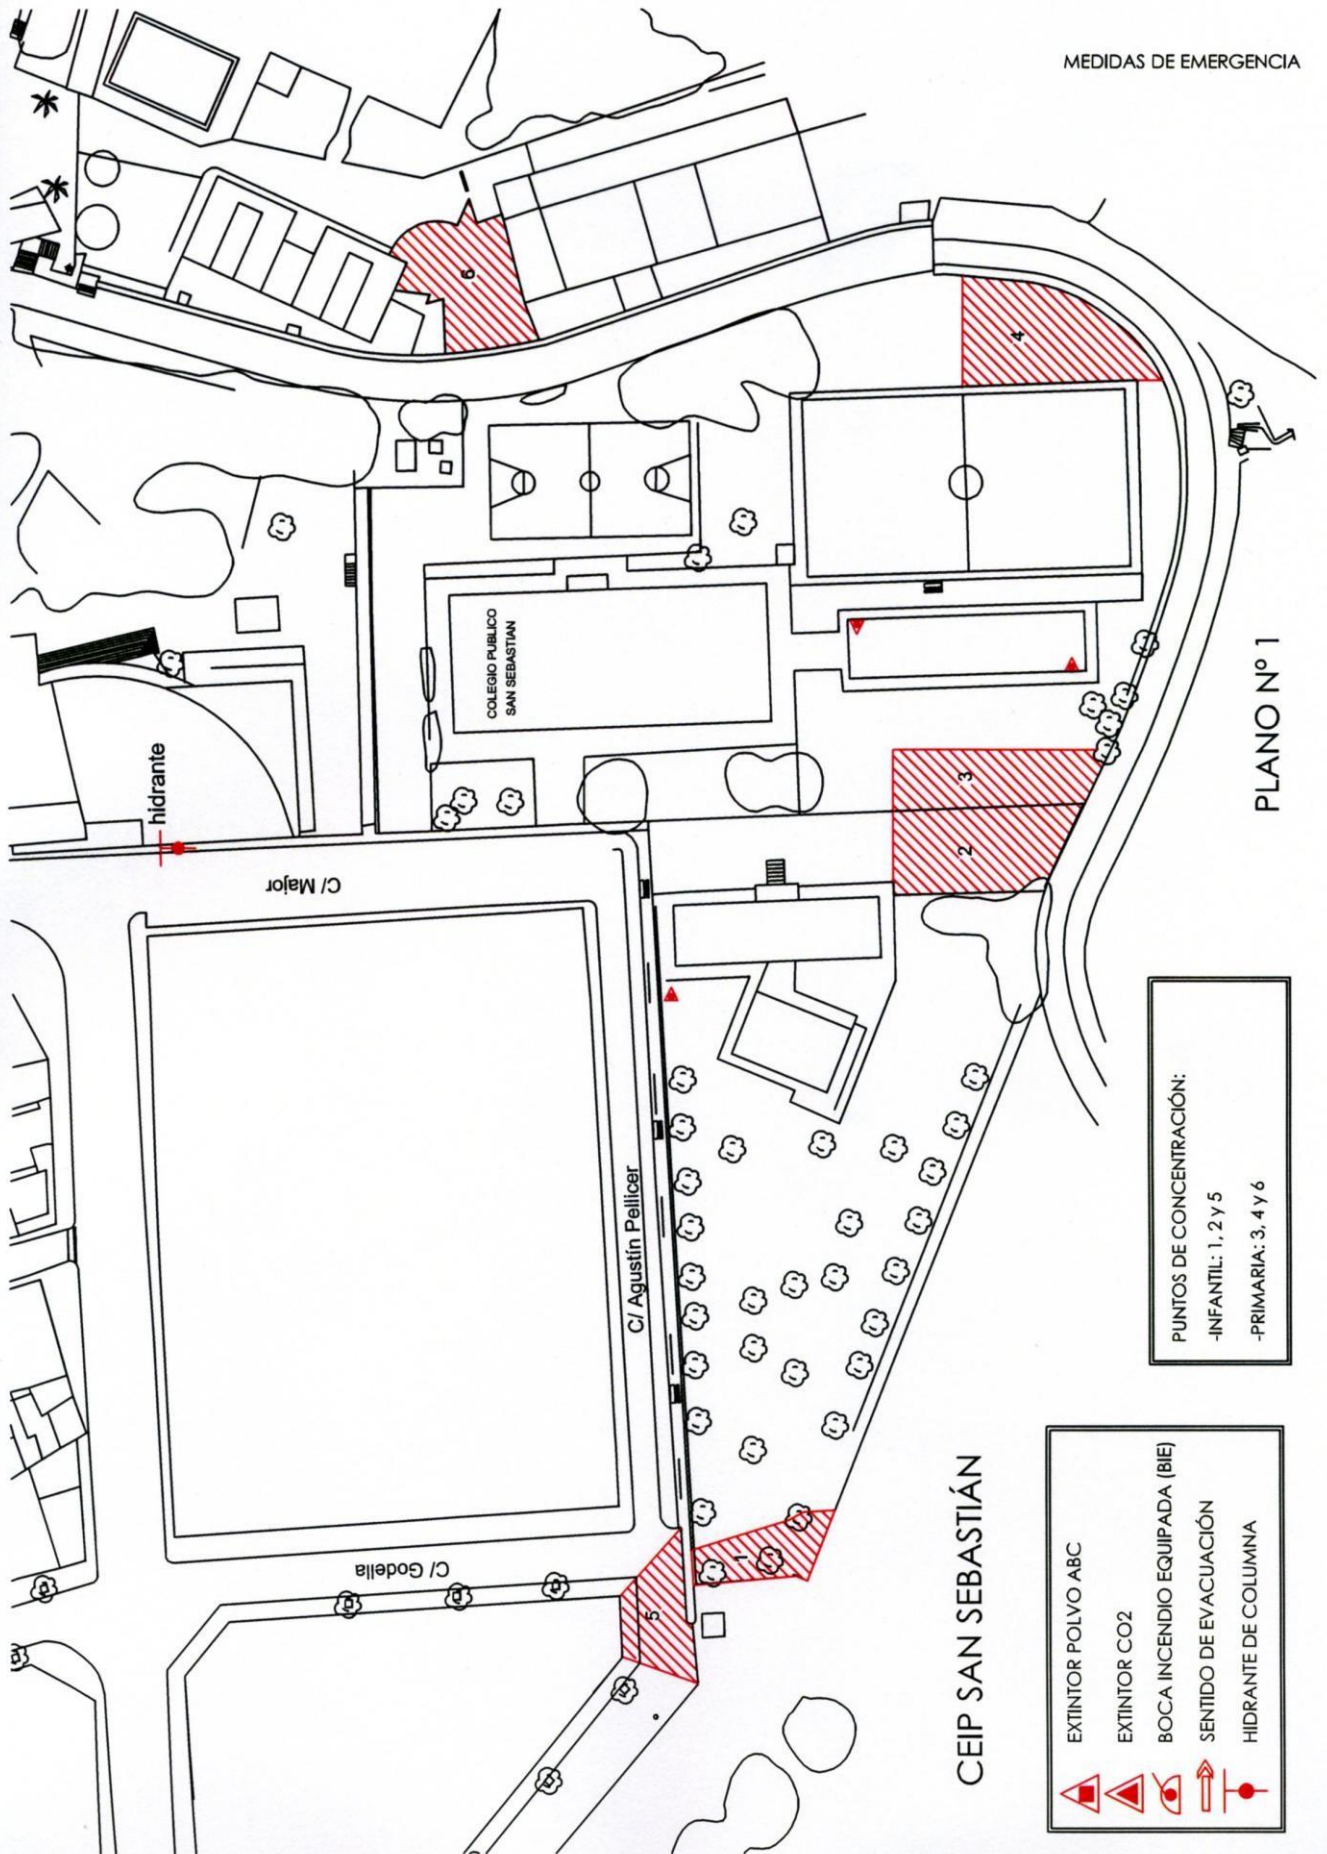 MEDIDAS DE EMERGENCIA
6
4
COLEGIO PUBLICO
SAN SEBASTIAN
hidrante
C/ Major
3
2
C/ Agustín Pellicer
C/ Godella
1
5
PLANO Nº 1
CEIP SAN SEBASTIÁN
PUNTOS DE CONCENTRACIÓN:
-INFANTIL: 1, 2 y 5
-PRIMARIA: 3, 4 y 6
EXTINTOR POLVO ABC
EXTINTOR CO2
BOCA INCENDIO EQUIPADA (BIE)
SENTIDO DE EVACUACIÓN
HIDRANTE DE COLUMNA